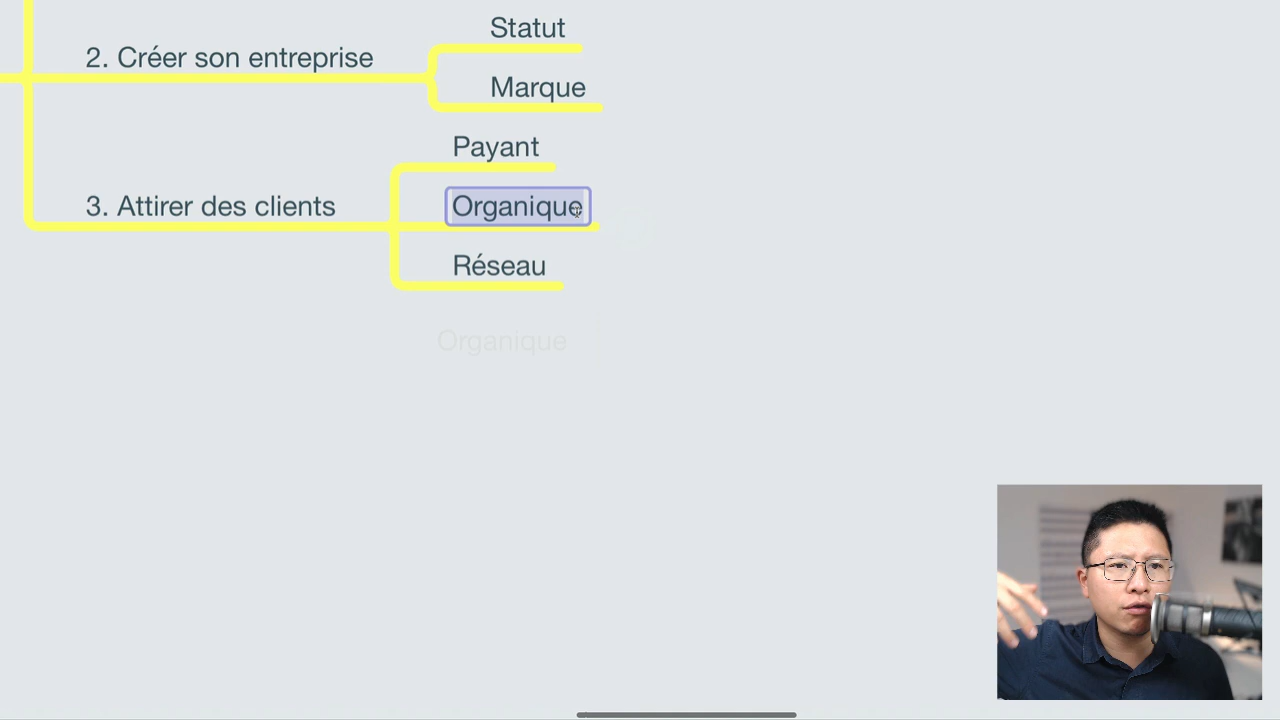 Statut
2. Créer son entreprise
Marque
Payant
3. Attirer des clients
Organique
Réseau
Organique